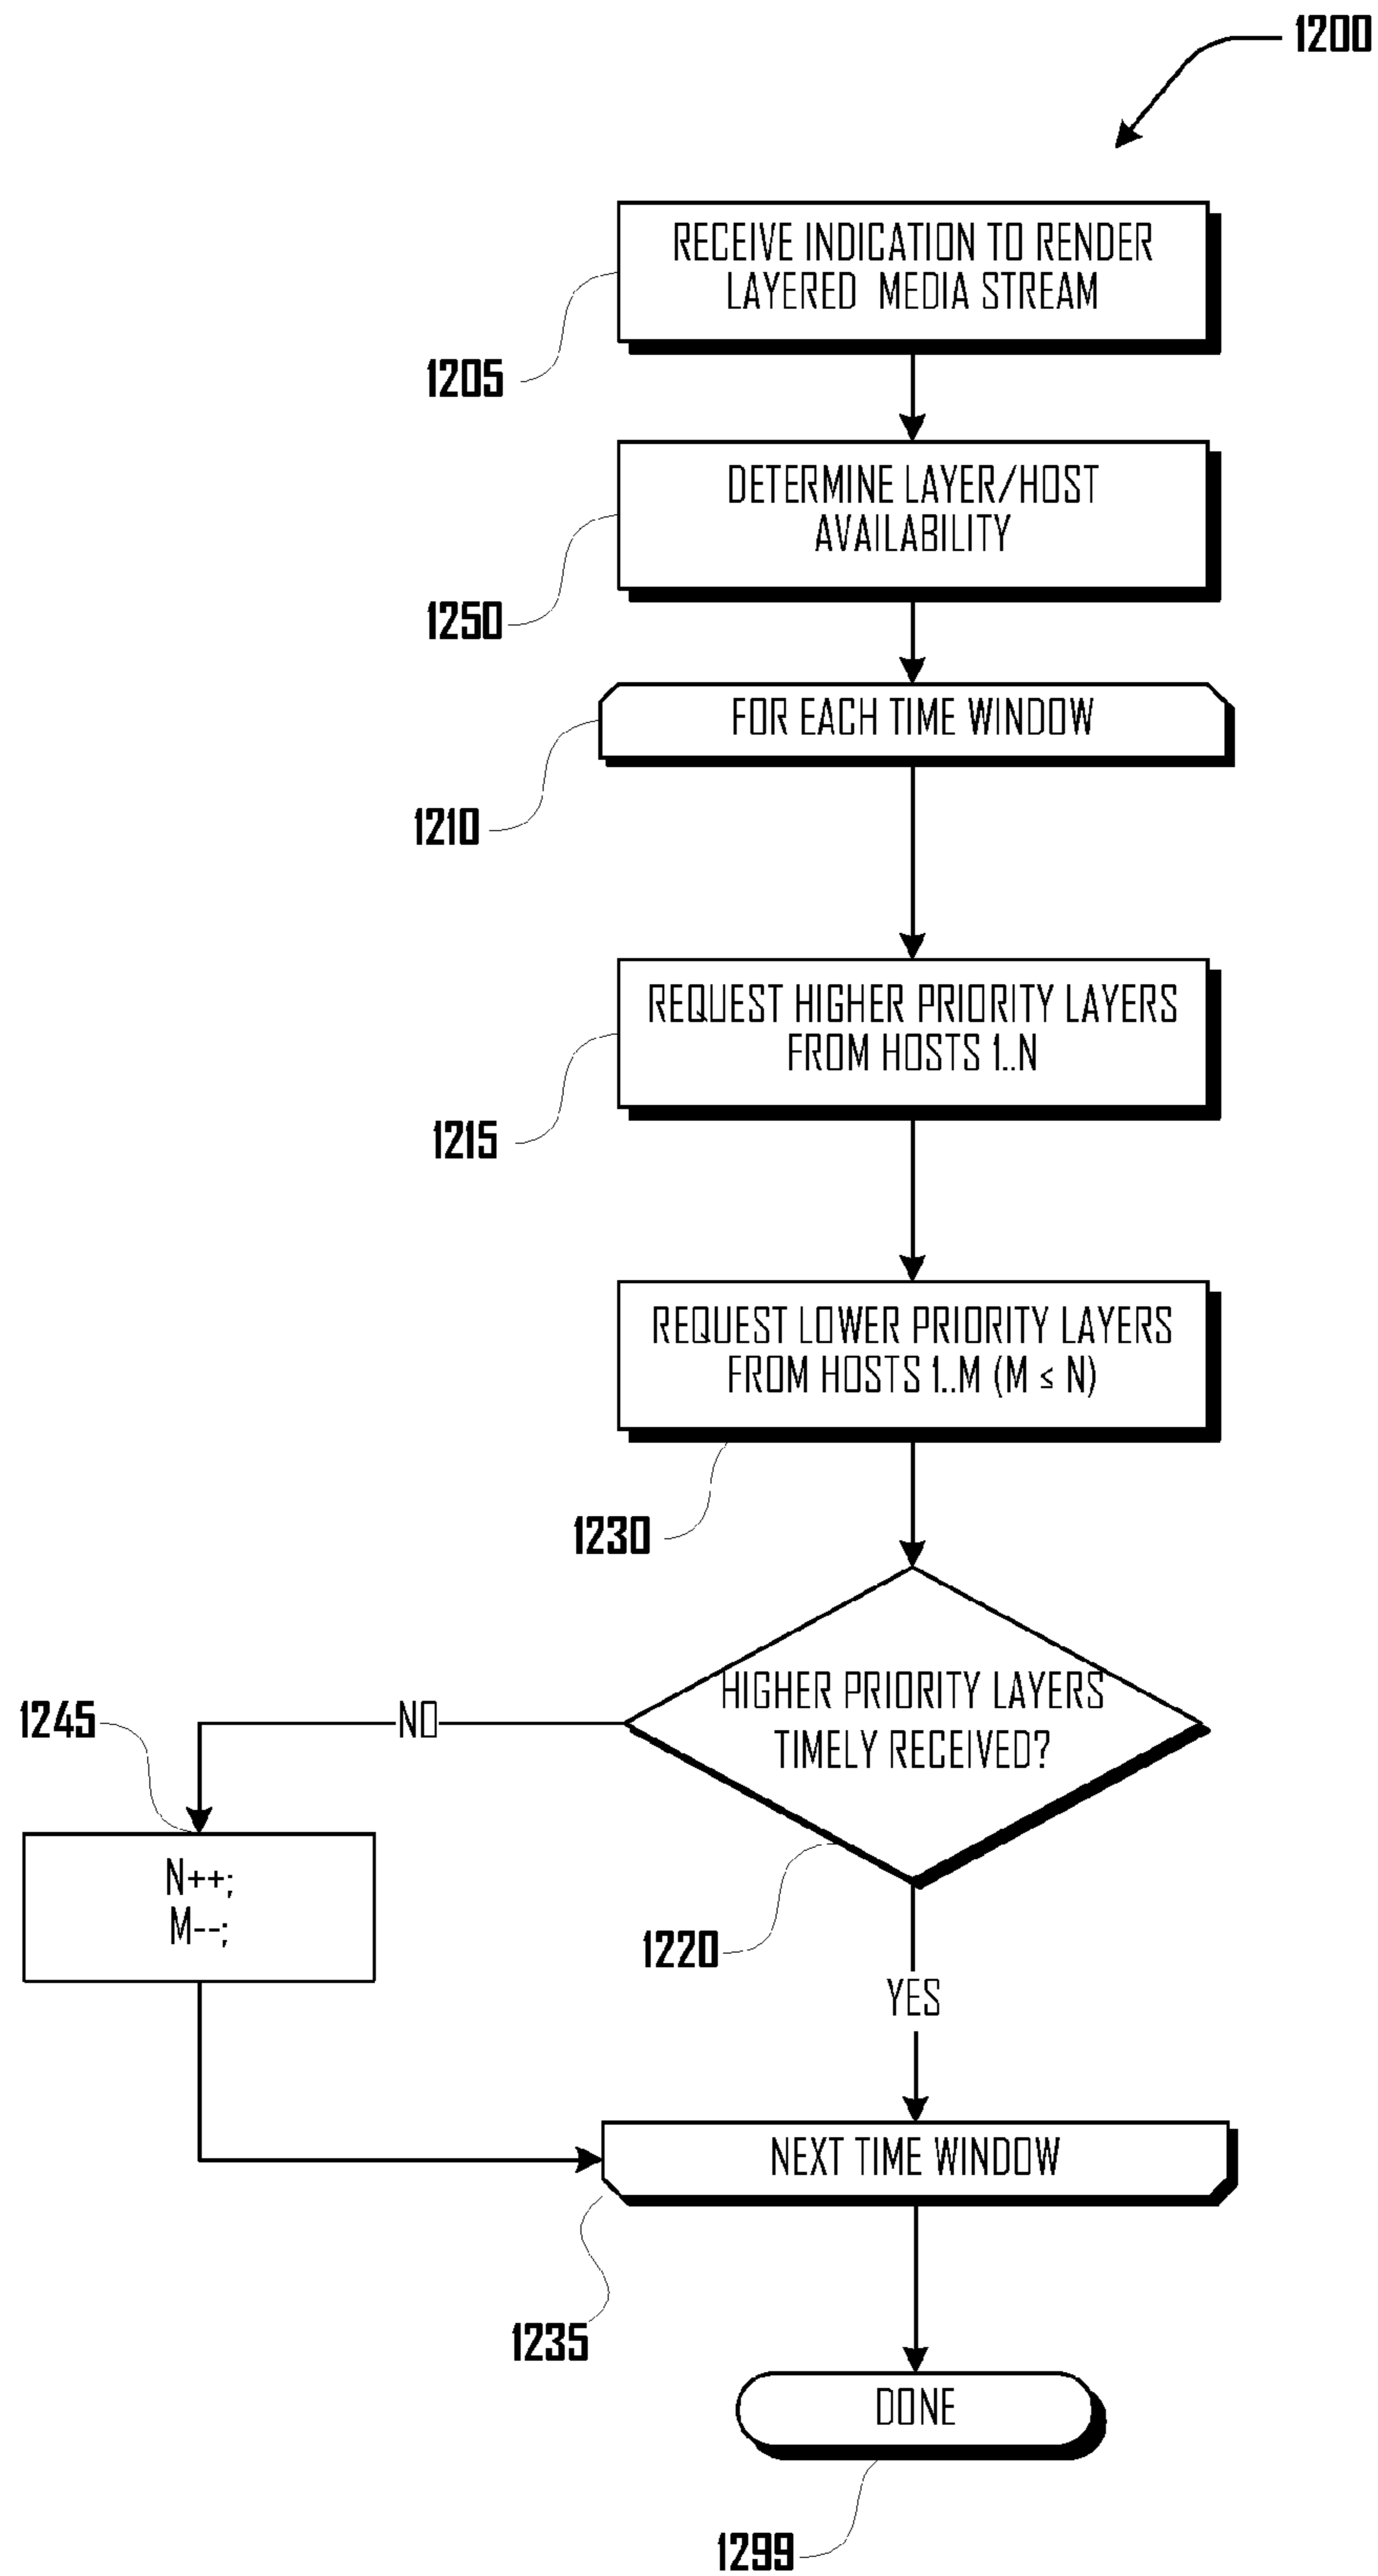 1200
RECEIVE INDICATION TO RENDER
LAYERED MEDIA STREAM
1205
DETERMINE LAYER/HOST
AVAILABILITY
1250
FOR EACH TIME WINDOW
1210
REQUEST HIGHER PRIORITY LAYERS
FROM HOSTS 1..N
1215
REQUEST LOWER PRIORITY LAYERS
FROM HOSTS 1..M (M ≤ N)
1230
HIGHER PRIORITY LAYERS
TIMELY RECEIVED?
1220
NO
1245
N++;
M--;
YES
NEXT TIME WINDOW
1235
DONE
1299